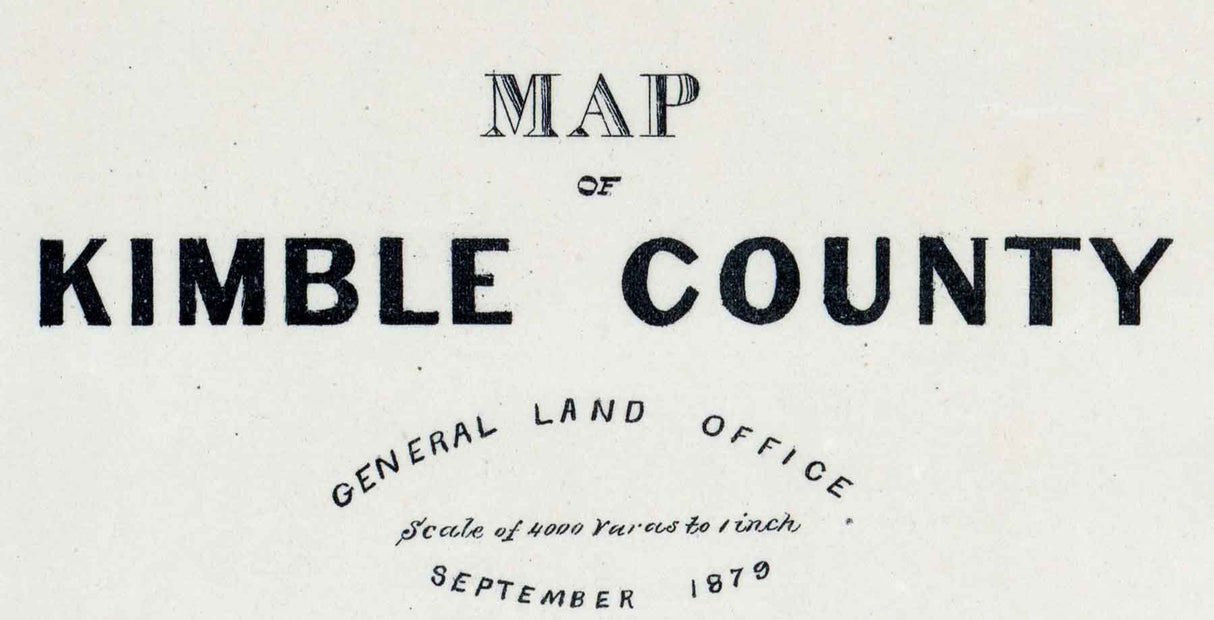 MAP
OF
KIMBLE COUNTY
GENERAL LAND OFFICE
Scale of 4000 Varas to 1 inch
SEPTEMBER 1879